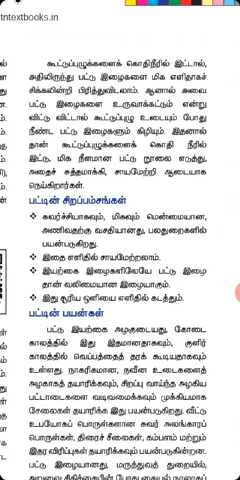 ntextbooks.in
கூட்டுப்புழுக்களைக் கொதிநீரில் இட்டால்,
அதிலிருந்து பட்டு இழைகளை மிக எளிதாகச்
சிக்கலின்றி பிரித்துவிடலாம். ஆனால் அவை
பட்டு இழைகளை உருவாக்கட்டும் என்று
விட்டு விட்டால் கூட்டுப்புழு உடையும் போது
நீண்ட பட்டு இழைகளும் கிழியும். இதனால்
தான் கூட்டுப்புழுக்களைக் கொதி நீரில்
இட்டு, மிக நீளமான பட்டு நூலை எடுத்து,
அதைச் சுத்தமாக்கி, சாயமேற்றி ஆடையாக
நெய்கிறார்கள்.
பட்டின் சிறப்பம்சங்கள்
❖ கவர்ச்சியாகவும், மிகவும் மென்மையான,
அணிவதற்கு வசதியானது, பலதுறைகளில்
பயன்படுகிறது.
❖ இதை எளிதில் சாயமேற்றலாம்.
❖ இயற்கை இழைகளிலேயே பட்டு இழை
தான் வலிமையான இழையாகும்.
❖ இது சூரிய ஒளியை எளிதில் கடத்தும்.
பட்டின் பயன்கள்
பட்டு இயற்கை அழகுடையது, கோடை
காலத்தில் இது இதமானதாகவும், குளிர்
காலத்தில் வெப்பத்தைத் தரக் கூடியதாகவும்
உள்ளது. நாகரிகமான, நவீன உடைகளைத்
அழகாகத் தயாரிக்கவும், சிறப்பு வாய்ந்த அழகிய
பட்டாடைகளை வடிவமைக்கவும் முக்கியமாக
சேலைகள் தயாரிக்க இது பயன்படுகிறது. வீட்டு
உபயோகப் பொருள்களான சுவர் அலங்காரப்
பொருள்கள், திரைச் சீலைகள், கம்பளம் மற்றும்
இதர விரிப்புகள் தயாரிக்கவும் பயன்படுகின்றன.
பட்டு இழையானது, மருத்துவத் துறையில்,